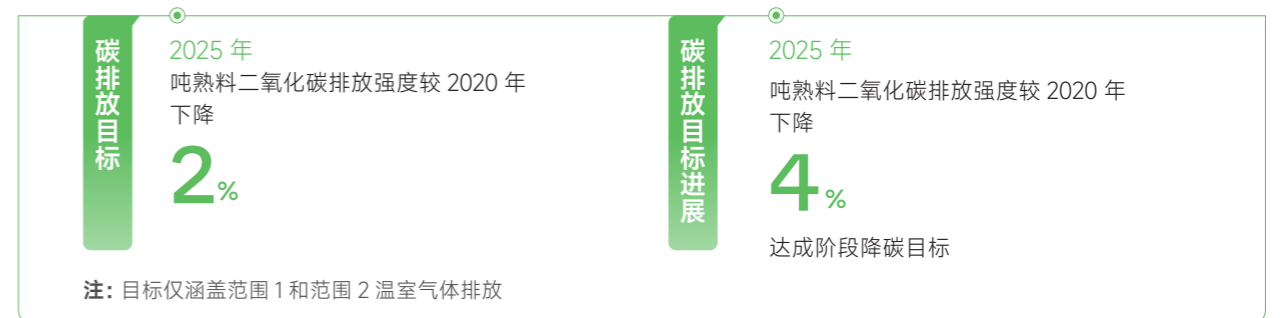 碳排放目标
2025 年
吨熟料二氧化碳排放强度较 2020 年
下降
2%
注：目标仅涵盖范围 1 和范围 2 温室气体排放
碳排放目标进展
2025 年
吨熟料二氧化碳排放强度较 2020 年
下降
4%
达成阶段降碳目标